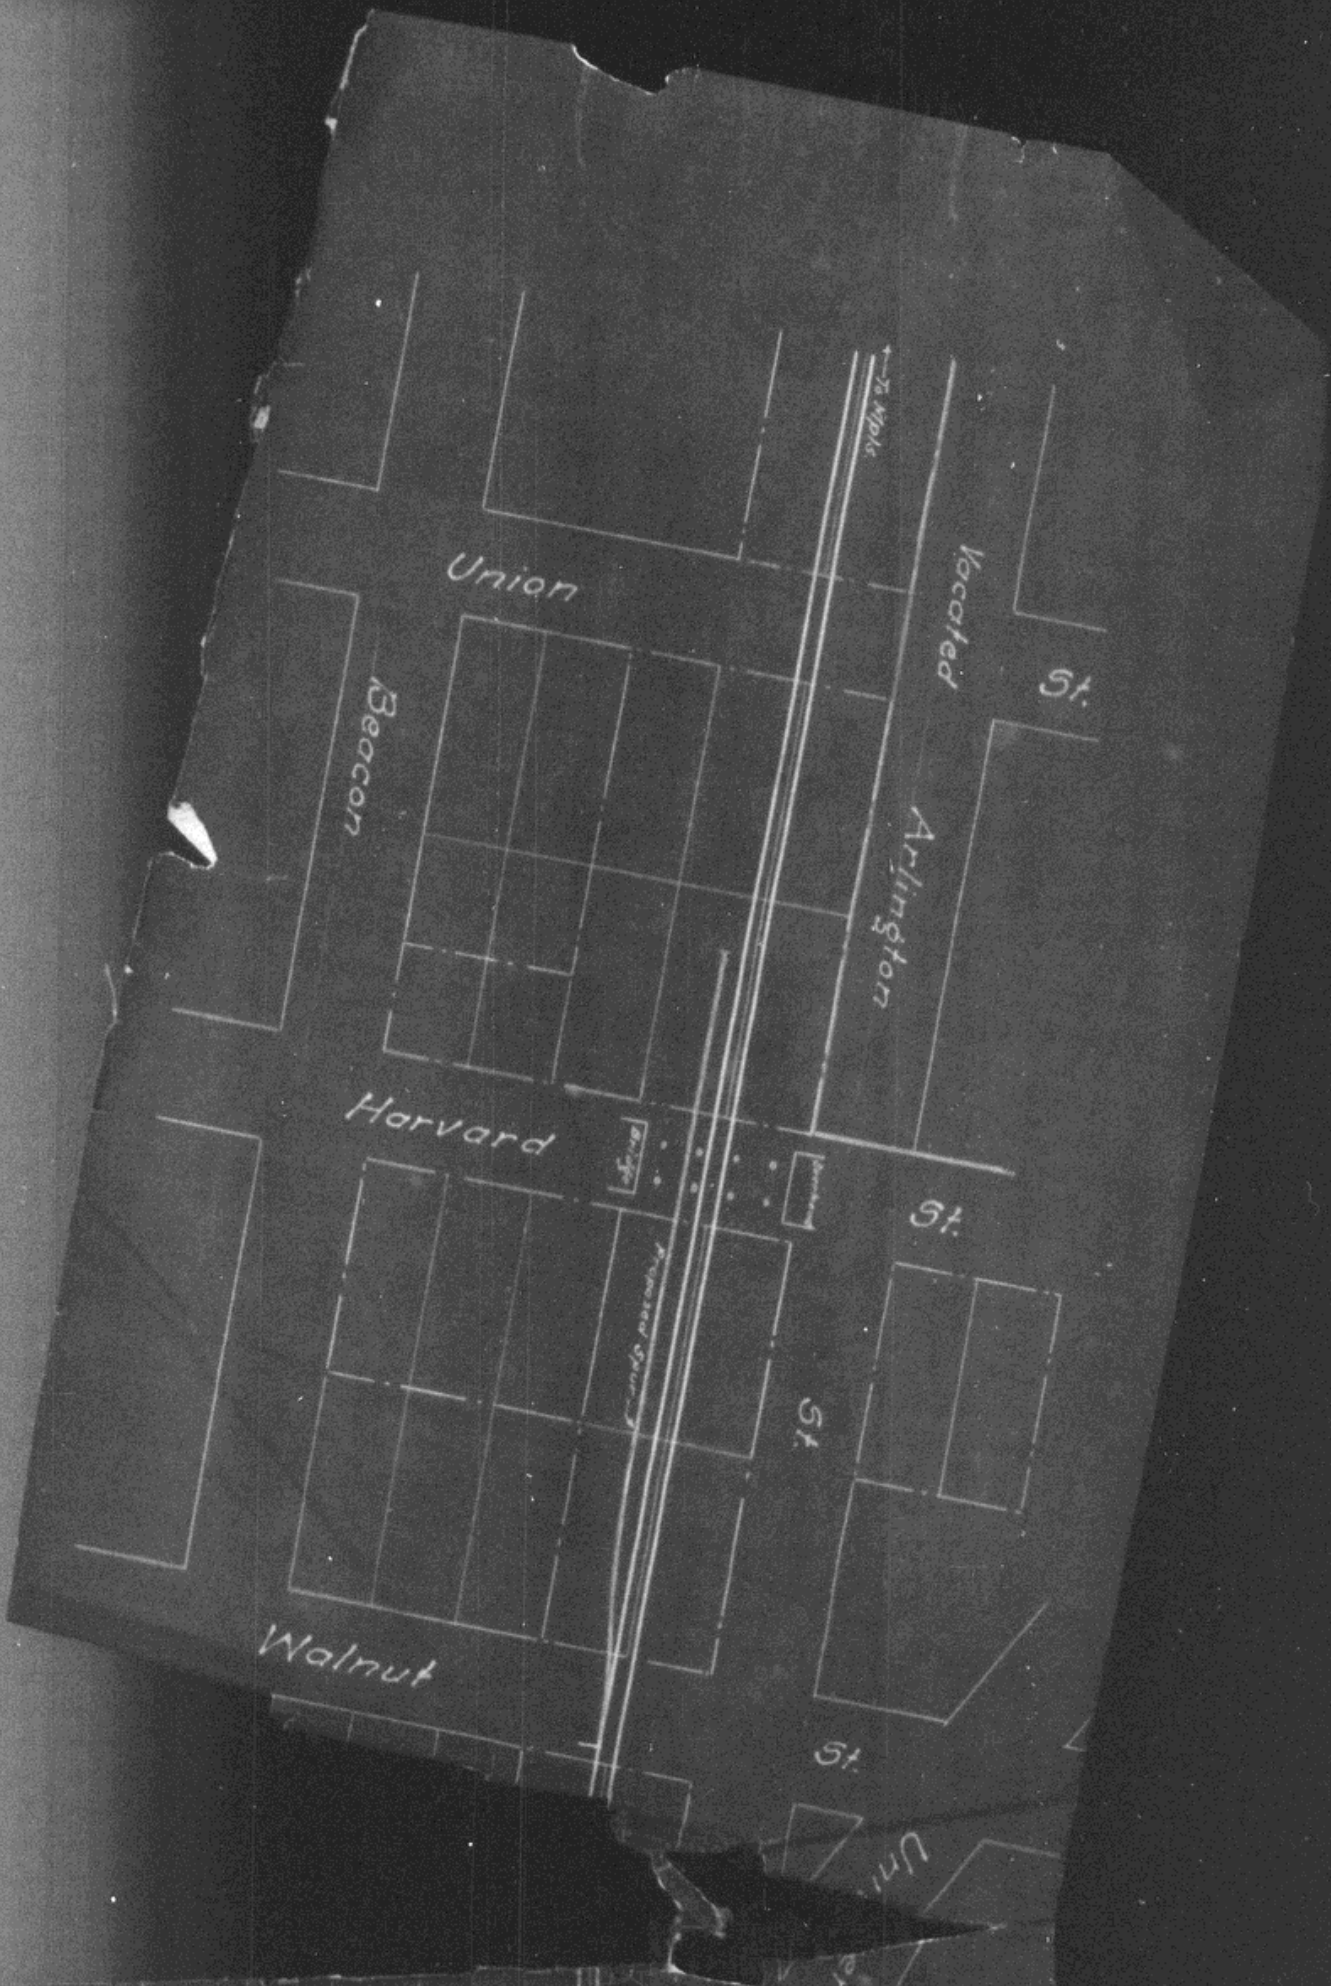 ←To Mpls
Union St.
Vacated
Beacon
Arlington St.
Harvard St.
Bridge
Proposed Spur
Walnut St.